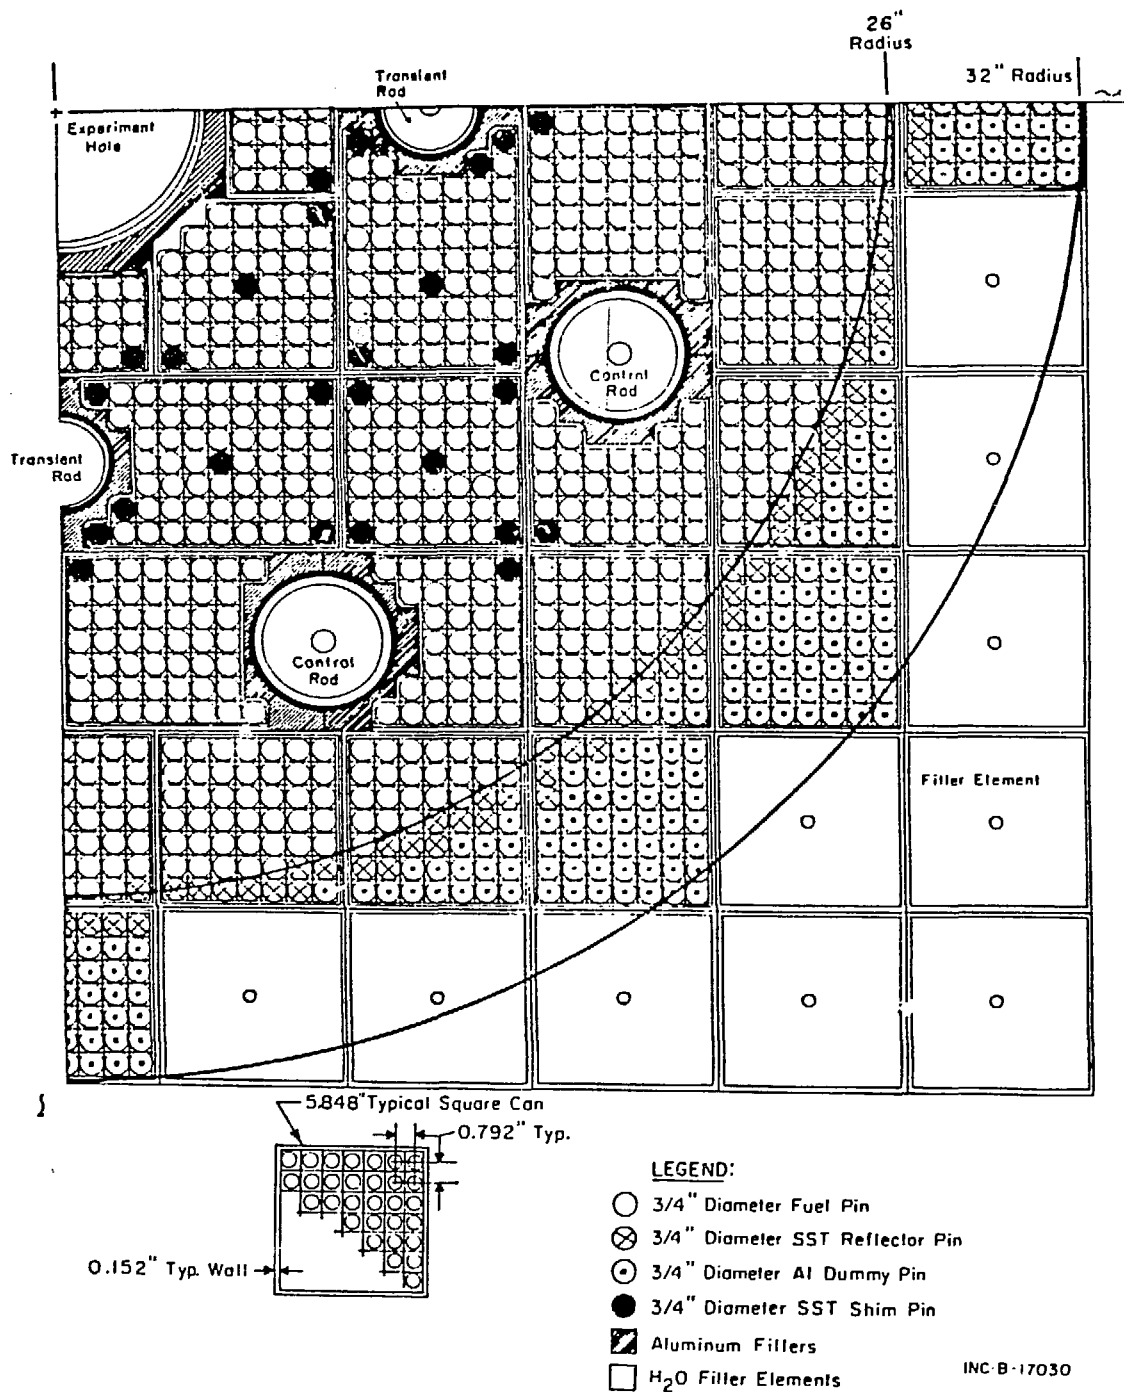 26"
Radius
32" Radius
Transient
Rod
Experiment
Hole
Control
Rod
Transient
Rod
Control
Rod
Filler Element
5.848" Typical Square Can
0.792" Typ.
0.152" Typ. Wall
LEGEND:
3/4" Diameter Fuel Pin
3/4" Diameter SST Reflector Pin
3/4" Diameter Al Dummy Pin
3/4" Diameter SST Shim Pin
Aluminum Fillers
H₂O Filler Elements
INC-B-17030